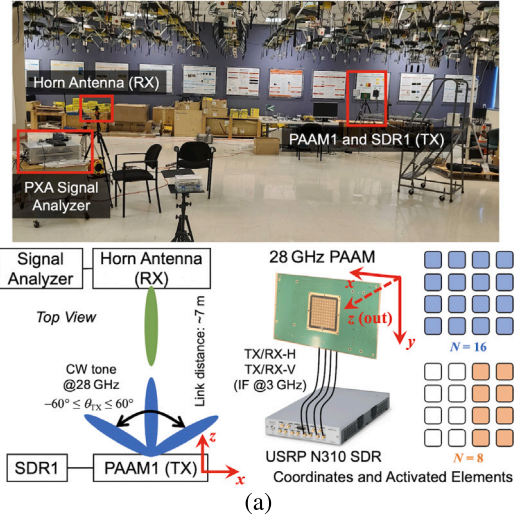 Horn Antenna (RX)
PAAM1 and SDR1 (TX)
PXA Signal
Analyzer
Signal
Analyzer
Horn Antenna
(RX)
Top View
Link distance: ~7 m
CW tone
@28 GHz
−60° ≤ θTX ≤ 60°
z
SDR1
PAAM1 (TX)
x
28 GHz PAAM
x
z (out)
y
TX/RX-H
TX/RX-V
(IF @3 GHz)
USRP N310 SDR
N = 16
N = 8
Coordinates and Activated Elements
(a)